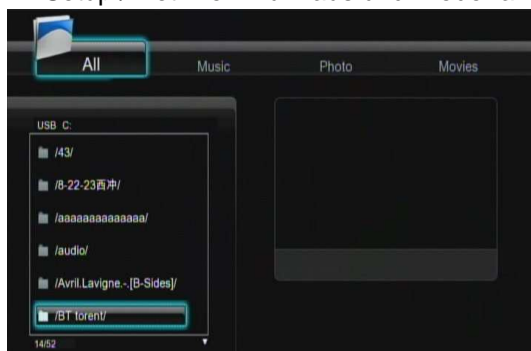 All Music Photo Movies
USB C:
/43/
/8-22-23西冲/
/aaaaaaaaaaaaaa/
/audio/
/Avril.Lavigne.-.[B-Sides]/
/BT torent/
14/52